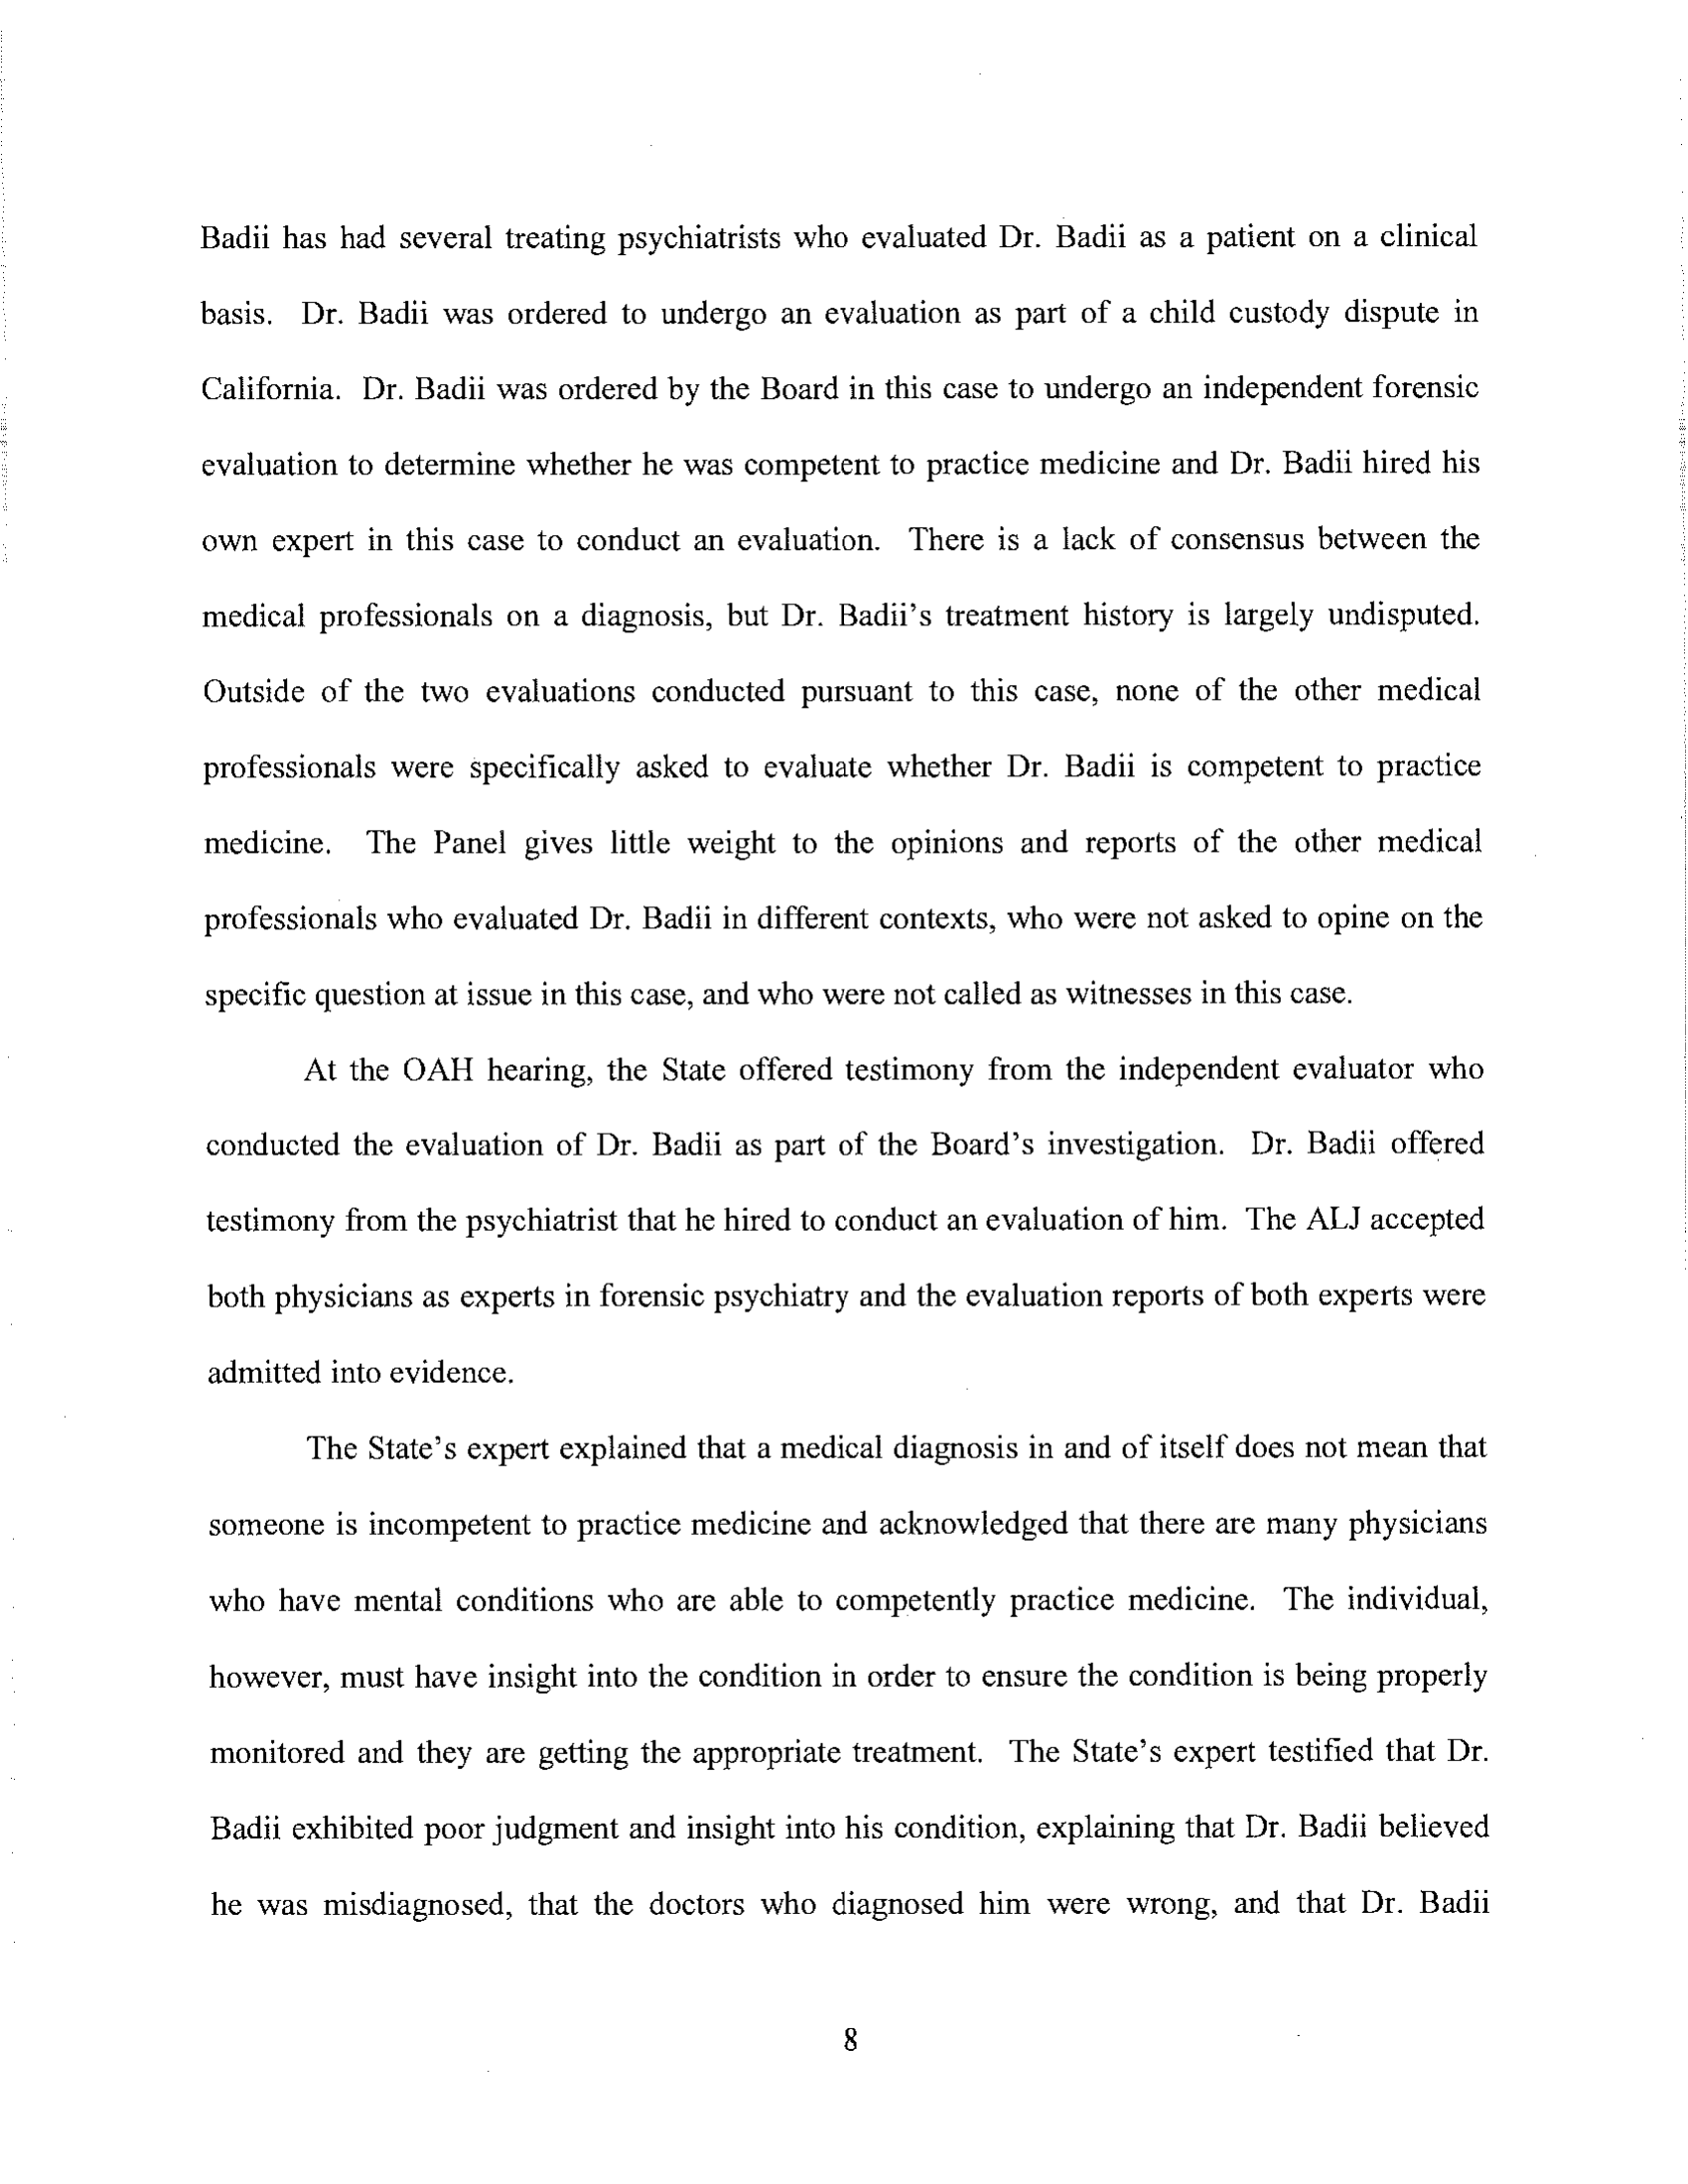 Badii has had several treating psychiatrists who evaluated Dr. Badii as a patient on a clinical
basis. Dr. Badii was ordered to undergo an evaluation as part of a child custody dispute in
California. Dr. Badii was ordered by the Board in this case to undergo an independent forensic
evaluation to determine whether he was competent to practice medicine and Dr. Badii hired his
own expert in this case to conduct an evaluation. There is a lack of consensus between the
medical professionals on a diagnosis, but Dr. Badii's treatment history is largely undisputed.
Outside of the two evaluations conducted pursuant to this case, none of the other medical
professionals were specifically asked to evaluate whether Dr. Badii is competent to practice
medicine. The Panel gives little weight to the opinions and reports of the other medical
professionals who evaluated Dr. Badii in different contexts, who were not asked to opine on the
specific question at issue in this case, and who were not called as witnesses in this case.
At the OAH hearing, the State offered testimony from the independent evaluator who
conducted the evaluation of Dr. Badii as part of the Board's investigation. Dr. Badii offered
testimony from the psychiatrist that he hired to conduct an evaluation of him. The ALJ accepted
both physicians as experts in forensic psychiatry and the evaluation reports of both experts were
admitted into evidence.
The State's expert explained that a medical diagnosis in and of itself does not mean that
someone is incompetent to practice medicine and acknowledged that there are many physicians
who have mental conditions who are able to competently practice medicine. The individual,
however, must have insight into the condition in order to ensure the condition is being properly
monitored and they are getting the appropriate treatment. The State's expert testified that Dr.
Badii exhibited poor judgment and insight into his condition, explaining that Dr. Badii believed
he was misdiagnosed, that the doctors who diagnosed him were wrong, and that Dr. Badii
8